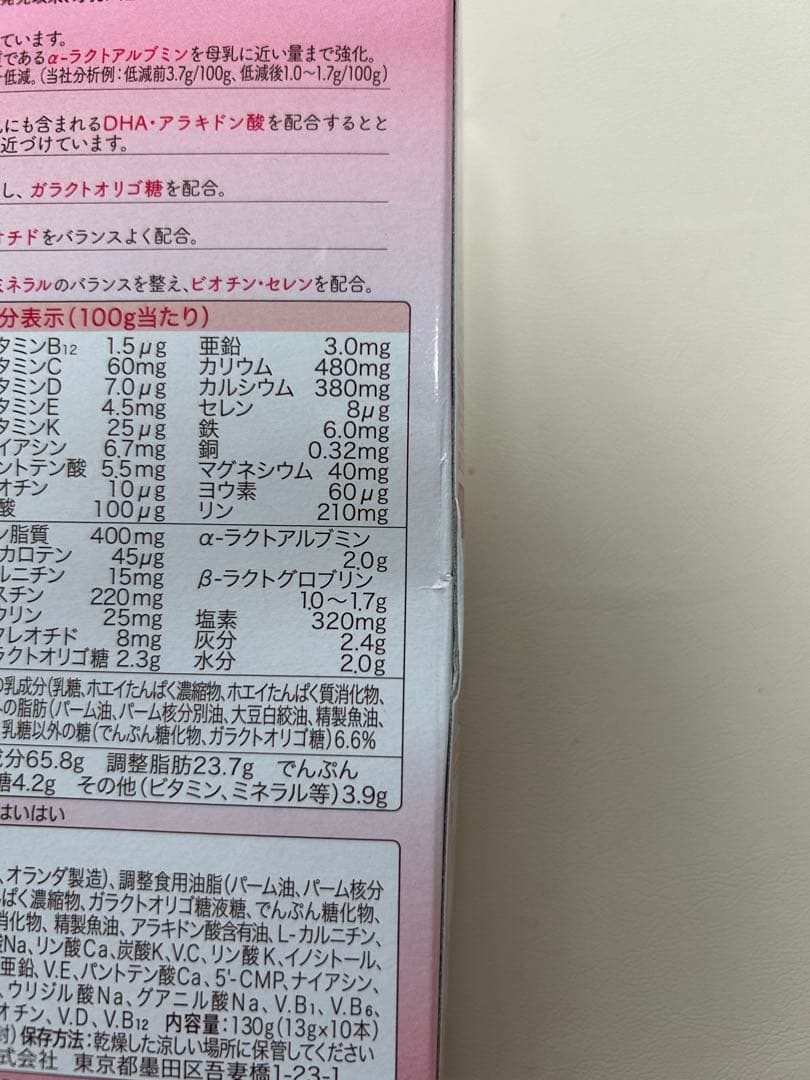 ています。
であるα-ラクトアルブミンを母乳に近い量まで強化。
低減。(当社分析例:低減前3.7g/100g、低減後1.0〜1.7g/100g)
にも含まれるDHA・アラキドン酸を配合するとと
近づけています。
し、ガラクトオリゴ糖を配合。
チドをバランスよく配合。
ミネラルのバランスを整え、ビオチン・セレンを配合。
分表示(100g当たり)
タミンB12 1.5μg 亜鉛 3.0mg
タミンC 60mg カリウム 480mg
タミンD 7.0μg カルシウム 380mg
タミンE 4.5mg セレン 8μg
タミンK 25μg 鉄 6.0mg
イアシン 6.7mg 銅 0.32mg
ントテン酸 5.5mg マグネシウム 40mg
オチン 10μg ヨウ素 60μg
酸 100μg リン 210mg
ン脂質 400mg α-ラクトアルブミン
カロテン 45μg 2.0g
ルニチン 15mg β-ラクトグロブリン
スチン 220mg 1.0〜1.7g
ウリン 25mg 塩素 320mg
クレオチド 8mg 灰分 2.4g
ラクトオリゴ糖 2.3g 水分 2.0g
の乳成分(乳糖、ホエイたんぱく濃縮物、ホエイたんぱく質消化物、
の脂肪(パーム油、パーム核分別油、大豆白絞油、精製魚油、
乳糖以外の糖(でんぷん糖化物、ガラクトオリゴ糖)6.6%
成分65.8g 調整脂肪23.7g でんぷん
糖4.2g その他(ビタミン、ミネラル等)3.9g
はいはい
、オランダ製造)、調整食用油脂(パーム油、パーム核分
ぱく濃縮物、ガラクトオリゴ糖液糖、でんぷん糖化物、
消化物、精製魚油、アラキドン酸含有油、L-カルニチン、
酸Na、リン酸Ca、炭酸K、V.C、リン酸K、イノシトール、
亜鉛、V.E、パントテン酸Ca、5'-CMP、ナイアシン、
、ウリジル酸Na、グアニル酸Na、V.B1、V.B6、
オチン、V.D、V.B12 内容量:130g(13g×10本)
保存方法:乾燥した涼しい場所に保管してください
式会社 東京都墨田区吾妻橋1-23-1